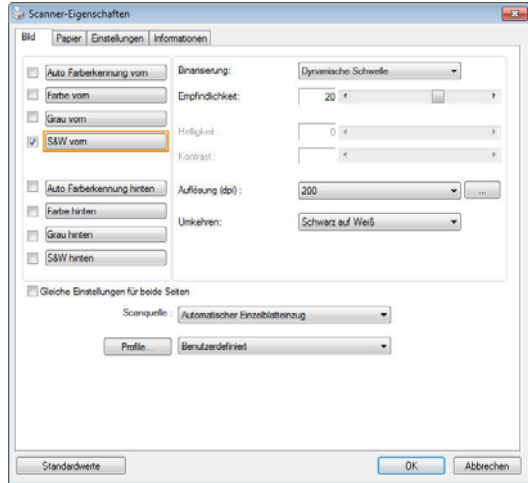 Scanner-Eigenschaften
Bild Papier Einstellungen Informationen
Auto Farberkennung vorn
Farbe vorn
Grau vorn
S&W vorn
Auto Farberkennung hinten
Farbe hinten
Grau hinten
S&W hinten
Binarisierung: Dynamische Schwelle
Empfindlichkeit: 20
Helligkeit: 0
Kontrast:
Auflösung (dpi) : 200 ...
Umkehren: Schwarz auf Weiß
Gleiche Einstellungen für beide Seiten
Scanquelle : Automatischer Einzelblatteinzug
Profile... Benutzerdefiniert
Standardwerte OK Abbrechen